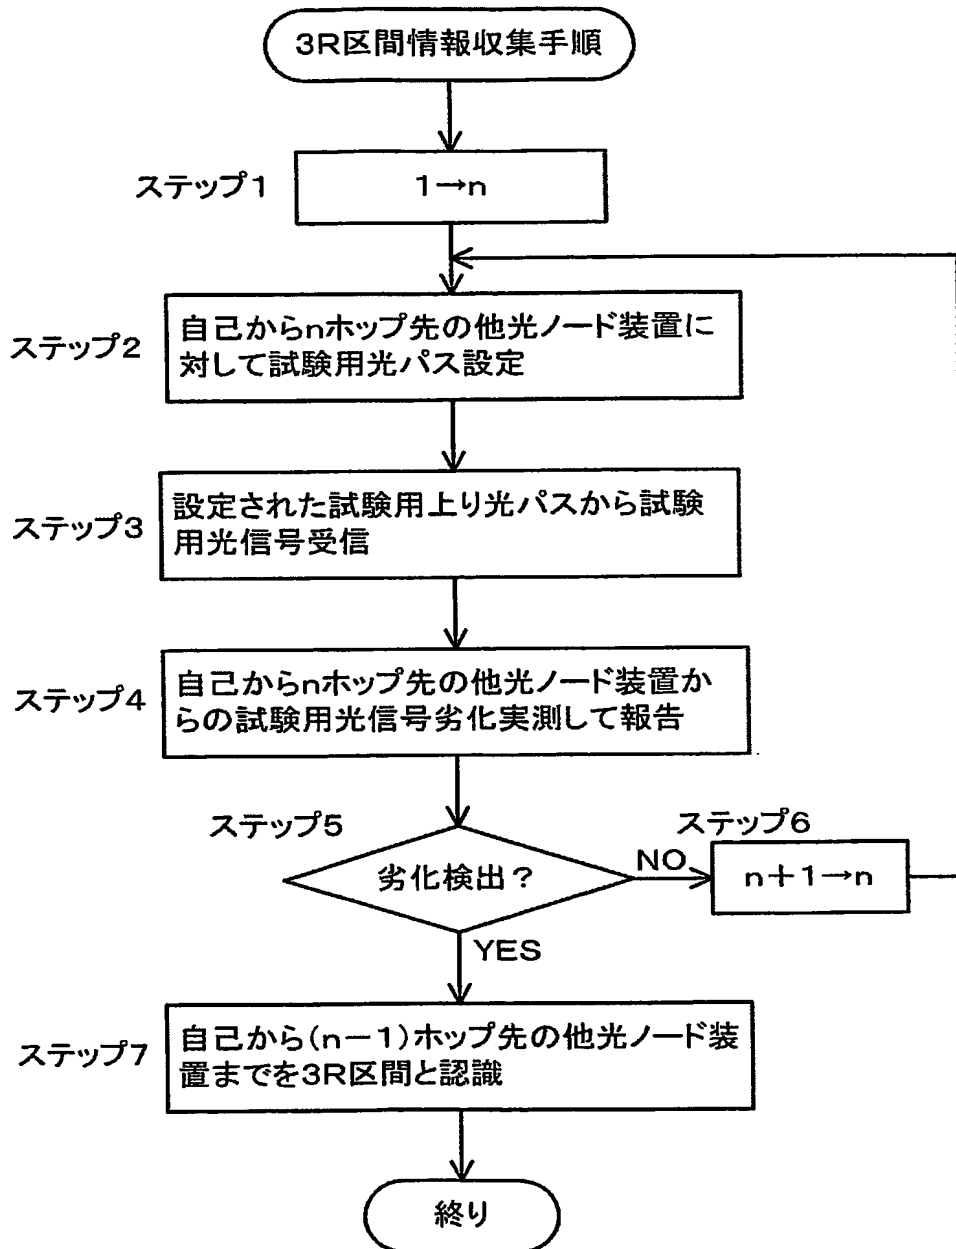 3R区間情報収集手順
ステップ1
1→n
ステップ2
自己からnホップ先の他光ノード装置に
対して試験用光パス設定
ステップ3
設定された試験用上り光パスから試験
用光信号受信
ステップ4
自己からnホップ先の他光ノード装置か
らの試験用光信号劣化実測して報告
ステップ5
劣化検出？
NO
ステップ6
n＋1→n
YES
ステップ7
自己から(n－1)ホップ先の他光ノード装
置までを3R区間と認識
終り